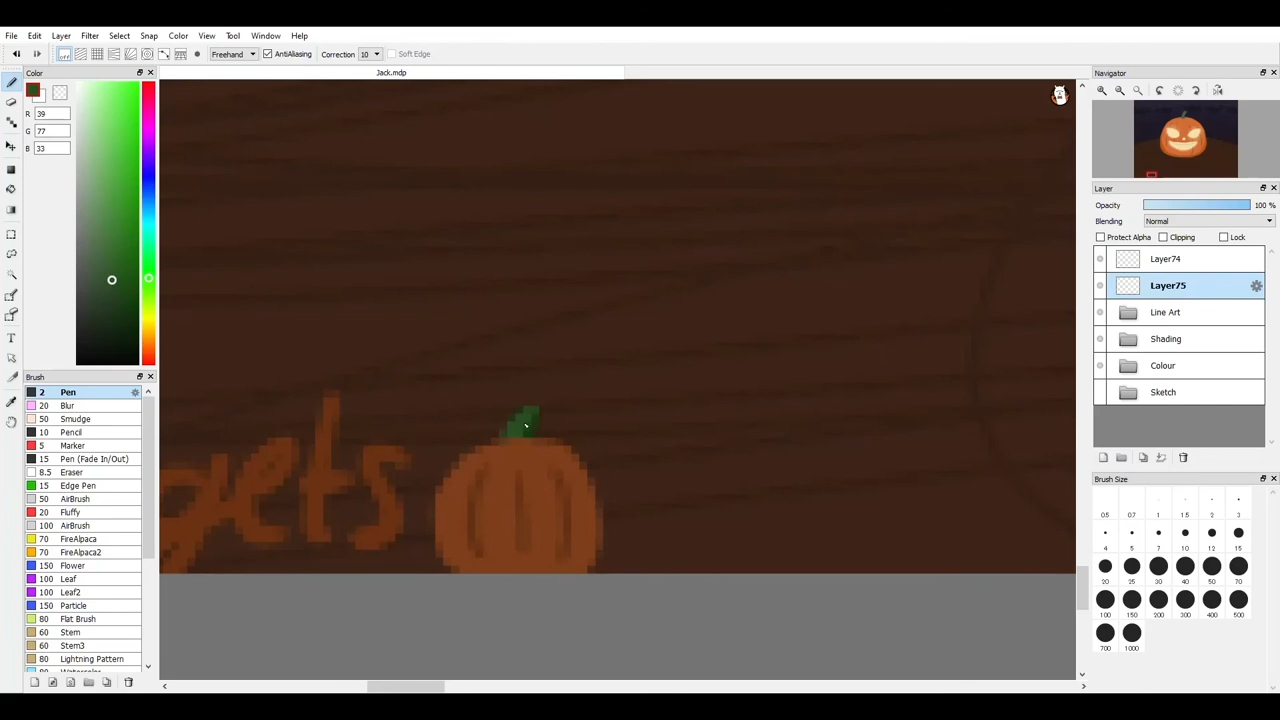 File Edit Layer Filter Select Snap Color View Tool Window Help
off Freehand AntiAliasing Correction 10 Soft Edge
Color Jack.mdp Navigator
R 39
G 77
B 33
Layer
Opacity 100 %
Blending Normal
Protect Alpha Clipping Lock
Layer74
Layer75
Line Art
Shading
Colour
Sketch
Brush
2 Pen
20 Blur
50 Smudge
10 Pencil
5 Marker
15 Pen (Fade In/Out)
8.5 Eraser
15 Edge Pen
50 AirBrush
20 Fluffy
100 AirBrush
70 FireAlpaca
70 FireAlpaca2
150 Flower
100 Leaf
100 Leaf2
150 Particle
80 Flat Brush
60 Stem
60 Stem3
80 Lightning Pattern
Brush Size
0.5 0.7 1 1.5 2 3
4 5 7 10 12 15
20 25 30 40 50 70
100 150 200 300 400 500
700 1000